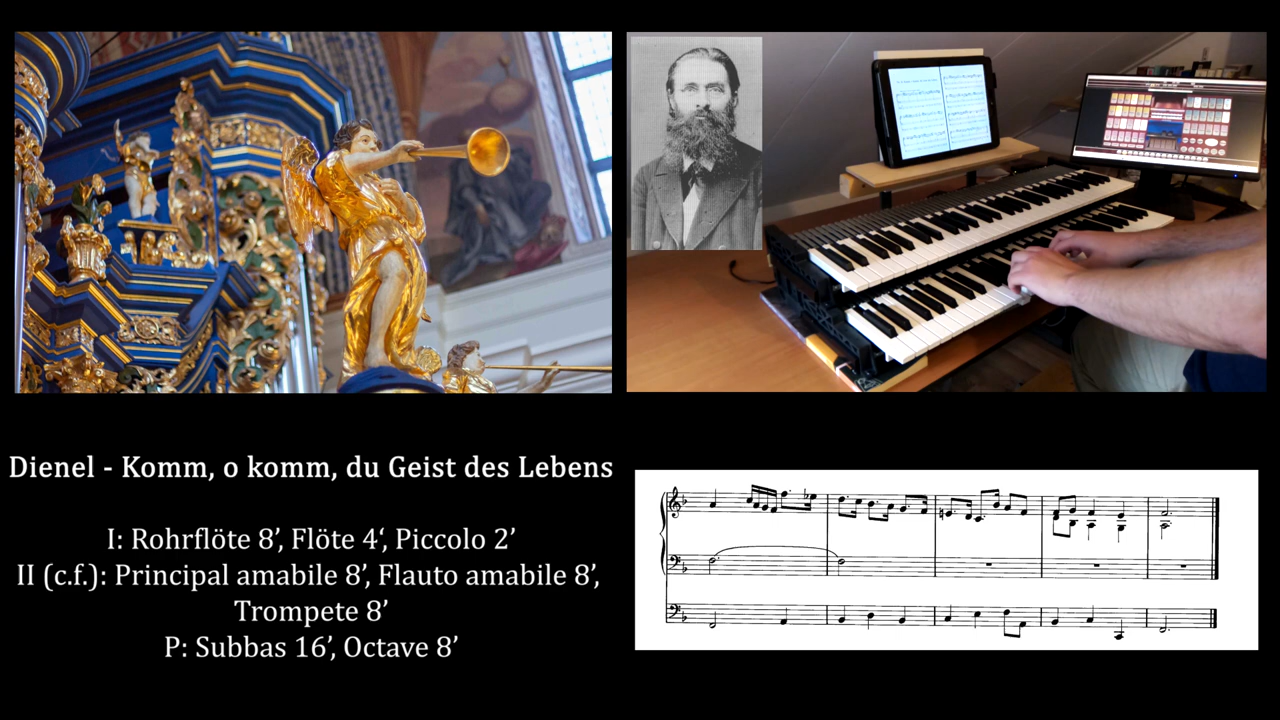 Dienel - Komm, o komm, du Geist des Lebens
I: Rohrflöte 8’, Flöte 4‘, Piccolo 2’
II (c.f.): Principal amabile 8’, Flauto amabile 8’,
Trompete 8’
P: Subbas 16’, Octave 8’